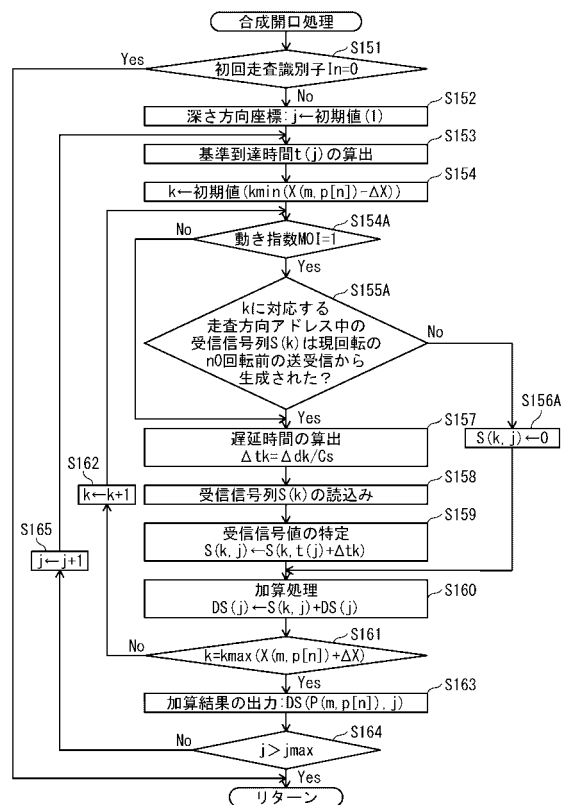 合成開口処理
S151
Yes
初回走査識別子In=0
No
S152
深さ方向座標:j←初期値(1)
S153
基準到達時間t(j)の算出
S154
k←初期値(kmin(X(m,p[n])-ΔX))
S154A
No
動き指数MOI=1
Yes
S155A
kに対応する
走査方向アドレス中の
受信信号列S(k)は現回転の
n0回転前の送受信から
生成された?
No
Yes
S156A
S(k,j)←0
S157
遅延時間の算出
Δtk=Δdk/Cs
S162
k←k+1
S158
受信信号列S(k)の読込み
S159
受信信号値の特定
S(k,j)←S(k,t(j)+Δtk)
S165
j←j+1
S160
加算処理
DS(j)←S(k,j)+DS(j)
S161
No
k=kmax(X(m,p[n])+ΔX)
Yes
S163
加算結果の出力:DS(P(m,p[n]),j)
S164
No
j>jmax
Yes
リターン